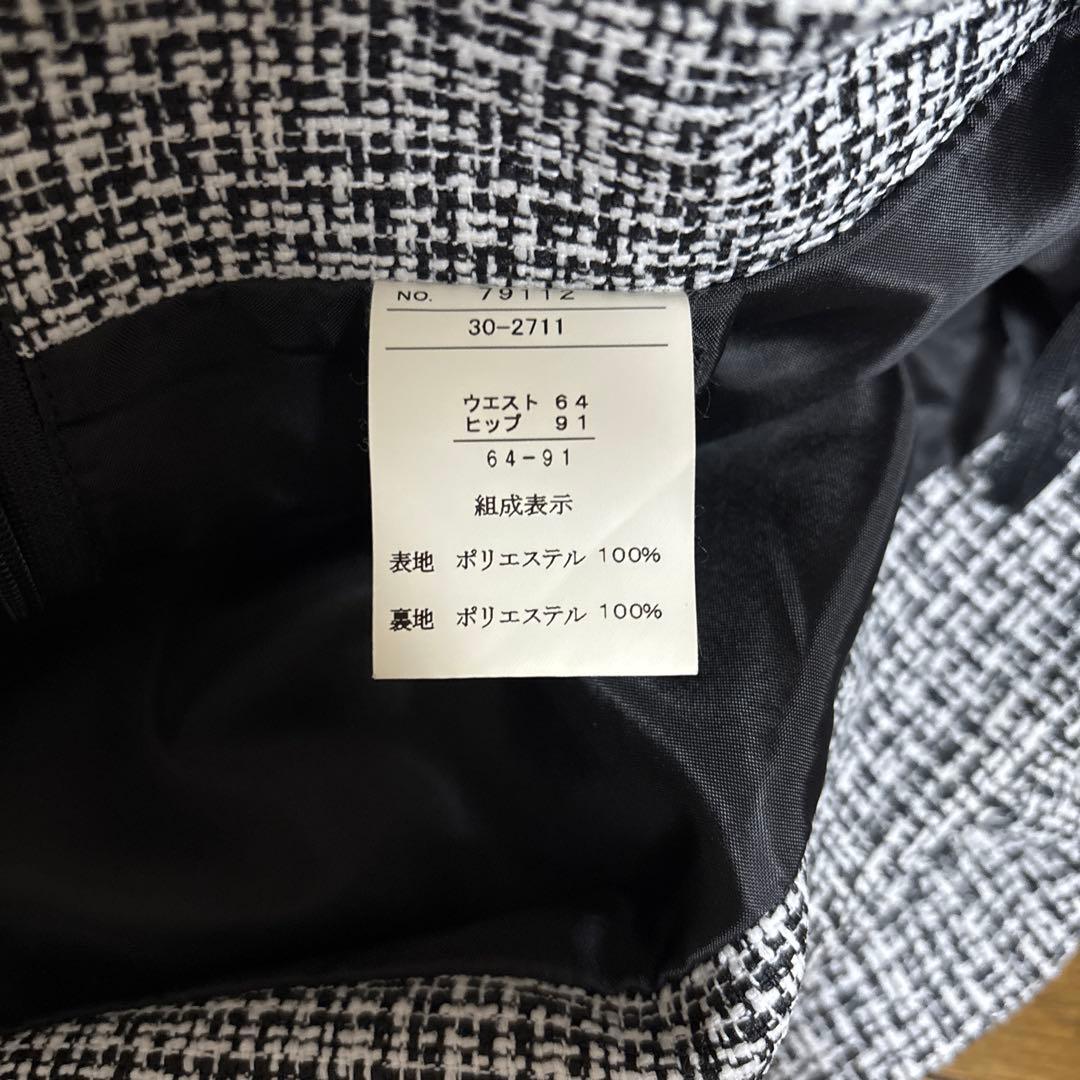 NO. 79112
30-2711
ウエスト 64
ヒップ 91
64-91
組成表示
表地 ポリエステル 100%
裏地 ポリエステル 100%